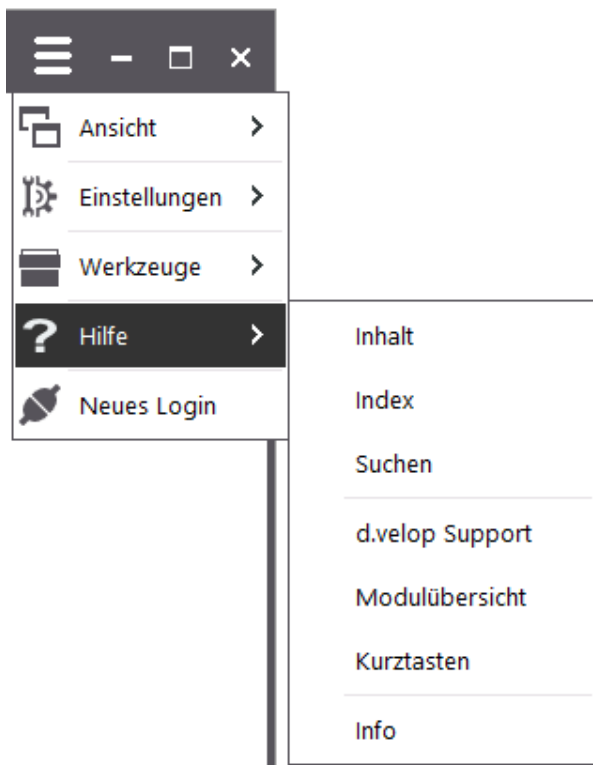 Ansicht
Einstellungen
Werkzeuge
Hilfe
Neues Login
Inhalt
Index
Suchen
d.velop Support
Modulübersicht
Kurztasten
Info